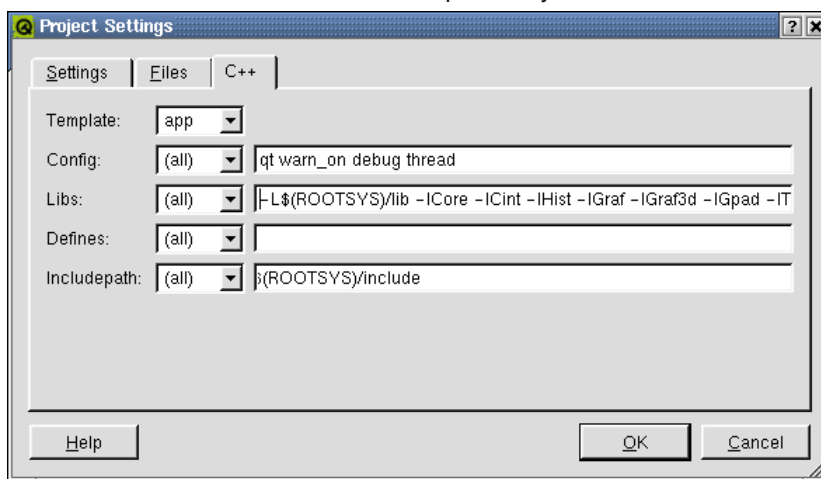 Project Settings
Settings Files C++
Template: app
Config: (all) qt warn_on debug thread
Libs: (all) -L$(ROOTSYS)/lib -lCore -lCint -lHist -lGraf -lGraf3d -lGpad -lT
Defines: (all)
Includepath: (all) $(ROOTSYS)/include
Help OK Cancel